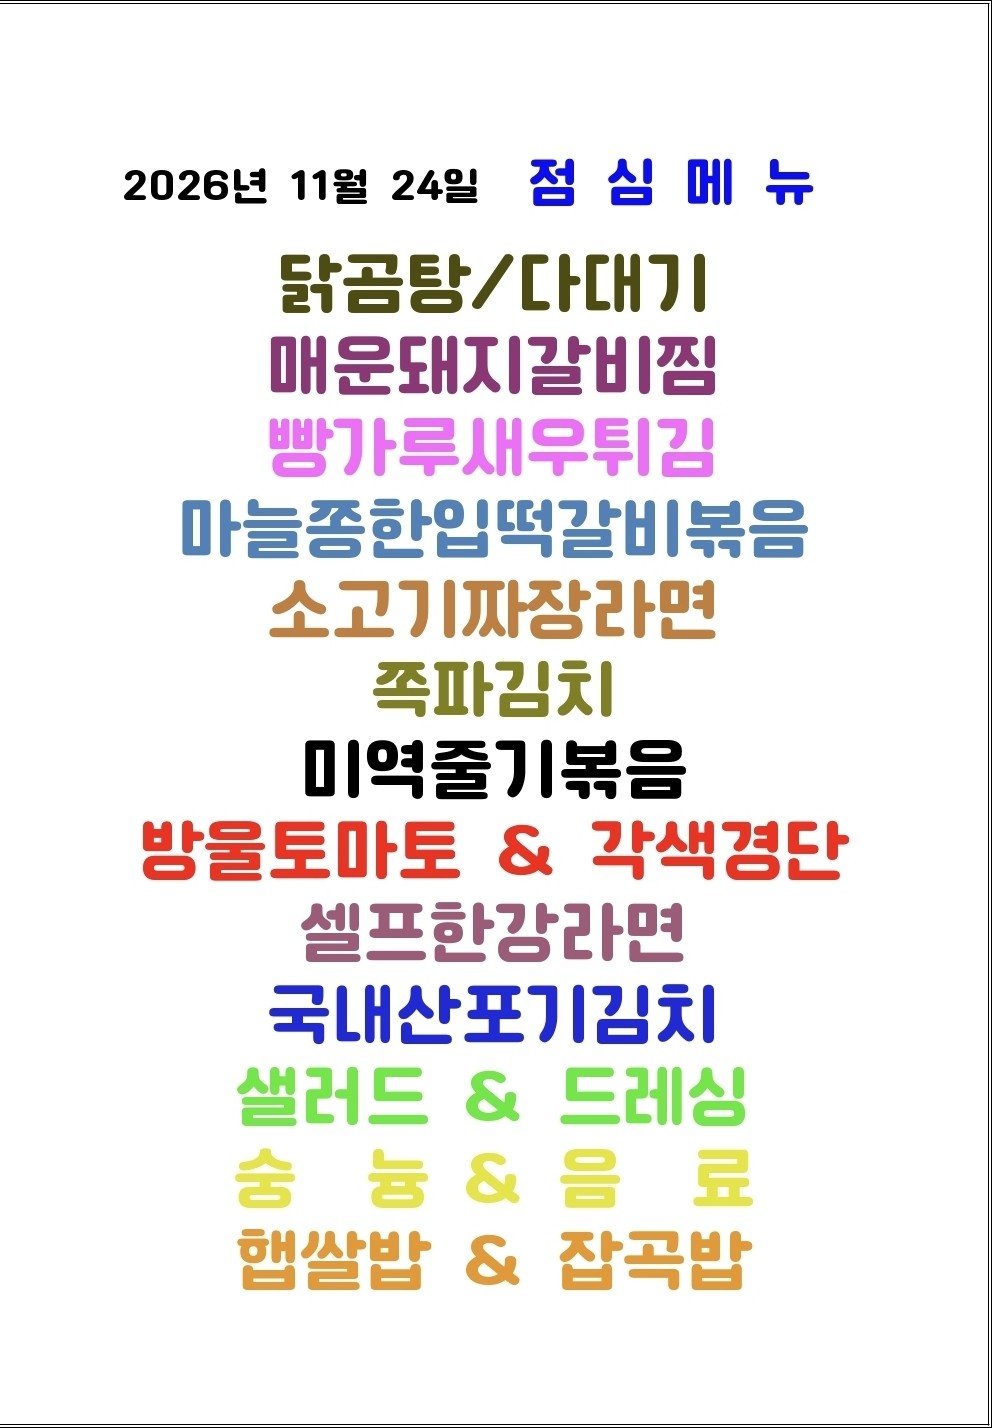 2026년 11월 24일 점 심 메 뉴
닭곰탕/다대기
매운돼지갈비찜
빵가루새우튀김
마늘쫑한입떡갈비볶음
소고기짜장라면
쪽파김치
미역줄기볶음
방울토마토 & 각색경단
셀프한강라면
국내산포기김치
샐러드 & 드레싱
숭 늉 & 음 료
햅쌀밥 & 잡곡밥